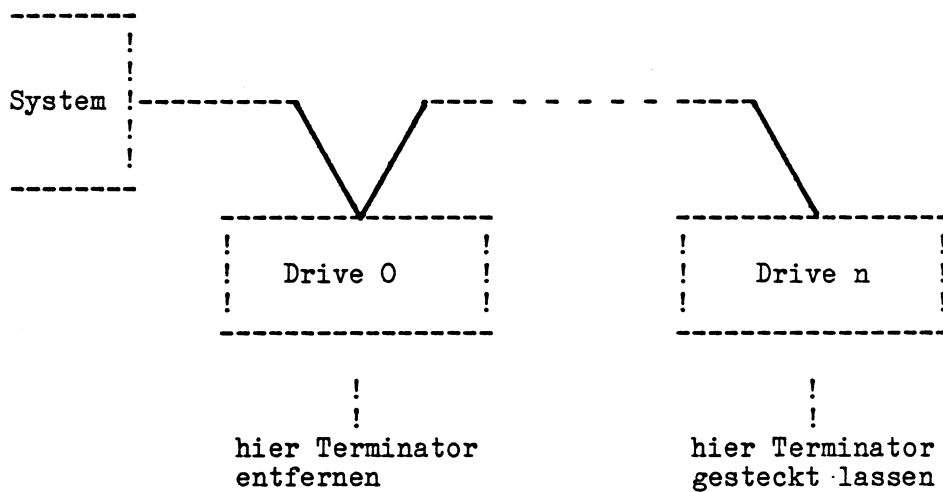 System
Drive 0
Drive n
hier Terminator
entfernen
hier Terminator
gesteckt lassen